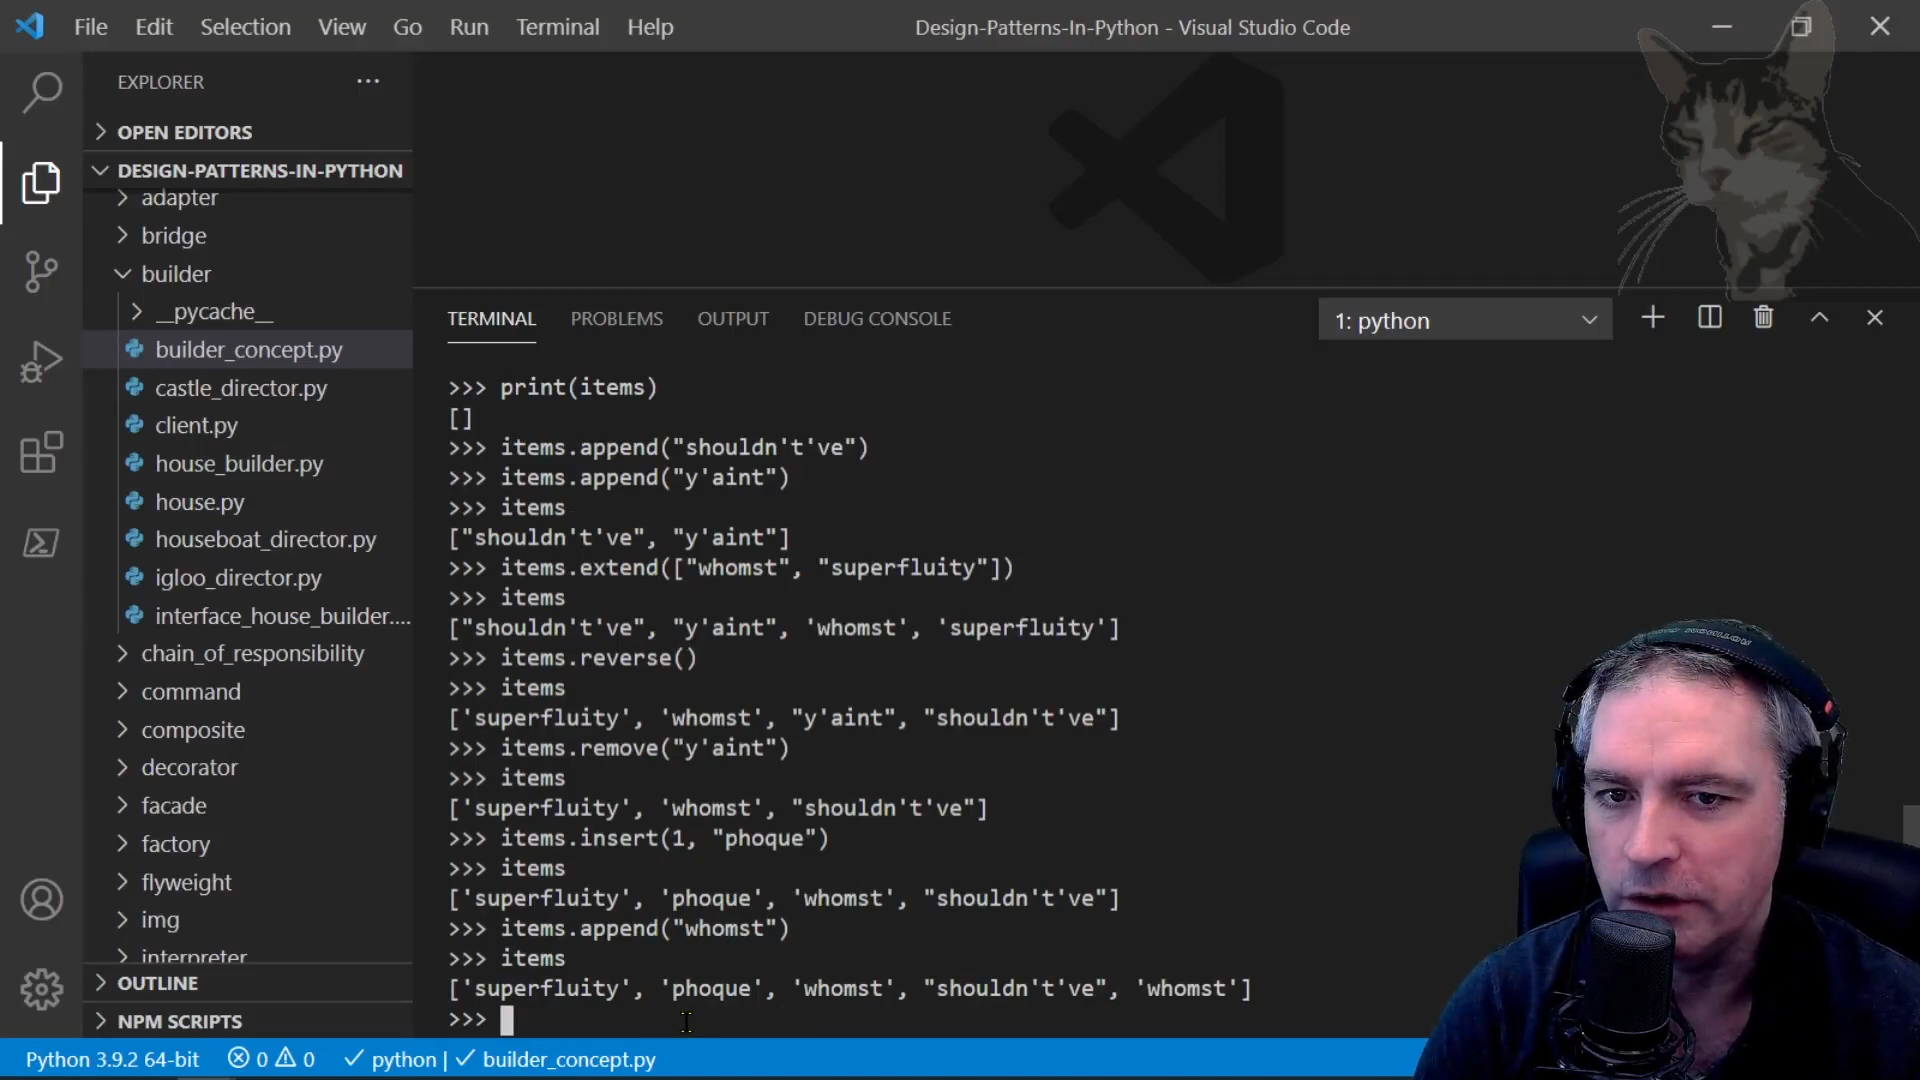 File Edit Selection View Go Run Terminal Help
Design-Patterns-In-Python - Visual Studio Code
EXPLORER
OPEN EDITORS
DESIGN-PATTERNS-IN-PYTHON
adapter
bridge
builder
__pycache__
builder_concept.py
castle_director.py
client.py
house_builder.py
house.py
houseboat_director.py
igloo_director.py
interface_house_builder....
chain_of_responsibility
command
composite
decorator
facade
factory
flyweight
img
interpreter
OUTLINE
NPM SCRIPTS
TERMINAL PROBLEMS OUTPUT DEBUG CONSOLE
1: python
>>> print(items)
[]
>>> items.append("shouldn't've")
>>> items.append("y'aint")
>>> items
["shouldn't've", "y'aint"]
>>> items.extend(["whomst", "superfluity"])
>>> items
["shouldn't've", "y'aint", 'whomst', 'superfluity']
>>> items.reverse()
>>> items
['superfluity', 'whomst', "y'aint", "shouldn't've"]
>>> items.remove("y'aint")
>>> items
['superfluity', 'whomst', "shouldn't've"]
>>> items.insert(1, "phoque")
>>> items
['superfluity', 'phoque', 'whomst', "shouldn't've"]
>>> items.append("whomst")
>>> items
['superfluity', 'phoque', 'whomst', "shouldn't've", 'whomst']
>>>
Python 3.9.2 64-bit 0 0 python | builder_concept.py